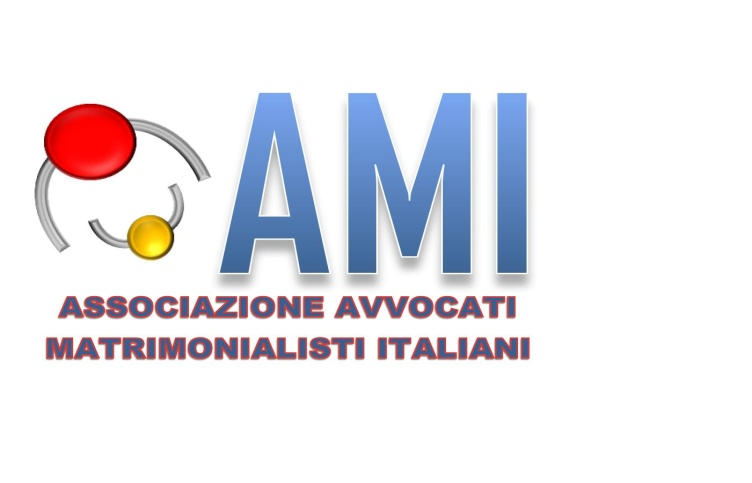 AMI
ASSOCIAZIONE AVVOCATI
MATRIMONIALISTI ITALIANI